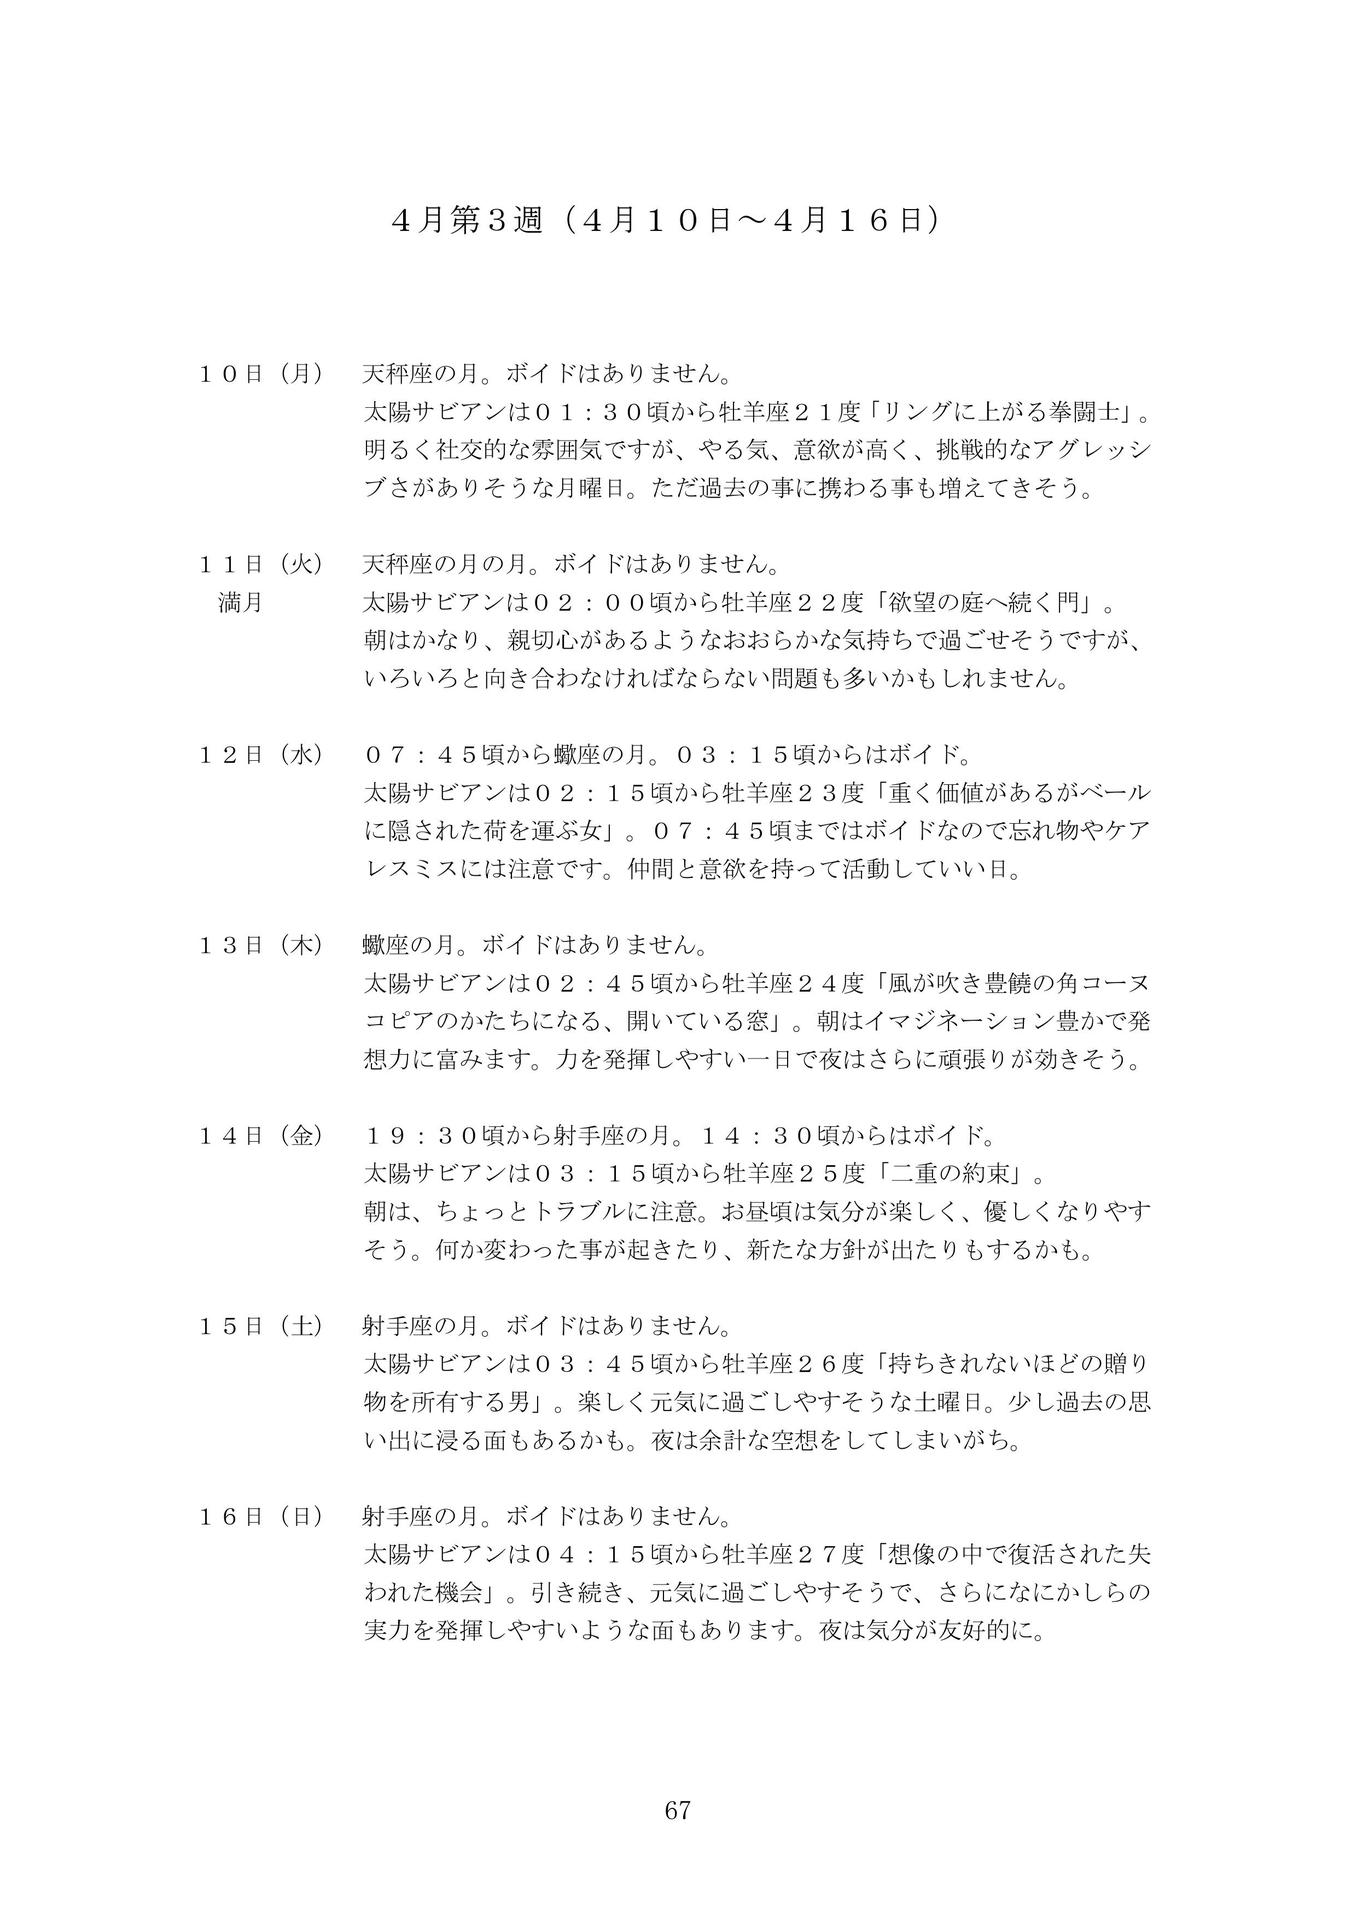 ４月第３週（４月１０日～４月１６日）
１０日（月）　天秤座の月。ボイドはありません。
太陽サビアンは０１：３０頃から牡羊座２１度「リングに上がる拳闘士」。
明るく社交的な雰囲気ですが、やる気、意欲が高く、挑戦的なアグレッシ
ブさがありそうな月曜日。ただ過去の事に携わる事も増えてきそう。
１１日（火）　天秤座の月の月。ボイドはありません。
満月　太陽サビアンは０２：００頃から牡羊座２２度「欲望の庭へ続く門」。
朝はかなり、親切心があるようなおおらかな気持ちで過ごせそうですが、
いろいろと向き合わなければならない問題も多いかもしれません。
１２日（水）　０７：４５頃から蠍座の月。０３：１５頃からはボイド。
太陽サビアンは０２：１５頃から牡羊座２３度「重く価値があるがベール
に隠された荷を運ぶ女」。０７：４５頃まではボイドなので忘れ物やケア
レスミスには注意です。仲間と意欲を持って活動していい日。
１３日（木）　蠍座の月。ボイドはありません。
太陽サビアンは０２：４５頃から牡羊座２４度「風が吹き豊饒の角コーヌ
コピアのかたちになる、開いている窓」。朝はイマジネーション豊かで発
想力に富みます。力を発揮しやすい一日で夜はさらに頑張りが効きそう。
１４日（金）　１９：３０頃から射手座の月。１４：３０頃からはボイド。
太陽サビアンは０３：１５頃から牡羊座２５度「二重の約束」。
朝は、ちょっとトラブルに注意。お昼頃は気分が楽しく、優しくなりやす
そう。何か変わった事が起きたり、新たな方針が出たりもするかも。
１５日（土）　射手座の月。ボイドはありません。
太陽サビアンは０３：４５頃から牡羊座２６度「持ちきれないほどの贈り
物を所有する男」。楽しく元気に過ごしやすそうな土曜日。少し過去の思
い出に浸る面もあるかも。夜は余計な空想をしてしまいがち。
１６日（日）　射手座の月。ボイドはありません。
太陽サビアンは０４：１５頃から牡羊座２７度「想像の中で復活された失
われた機会」。引き続き、元気に過ごしやすそうで、さらになにかしらの
実力を発揮しやすいような面もあります。夜は気分が友好的に。
67